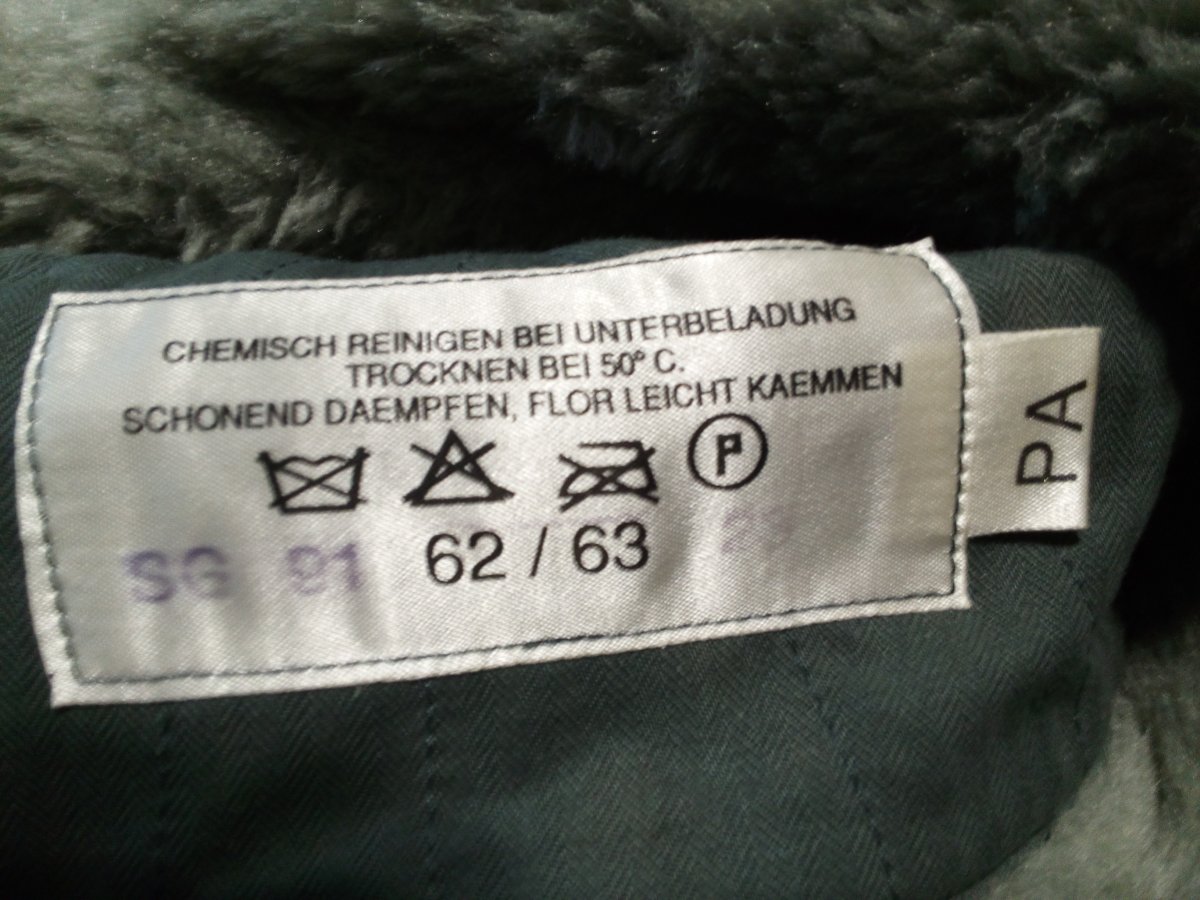 CHEMISCH REINIGEN BEI UNTERBELADUNG
TROCKNEN BEI 50° C.
SCHONEND DAEMPFEN, FLOR LEICHT KAEMMEN
P
SG 91 62 / 63
PA